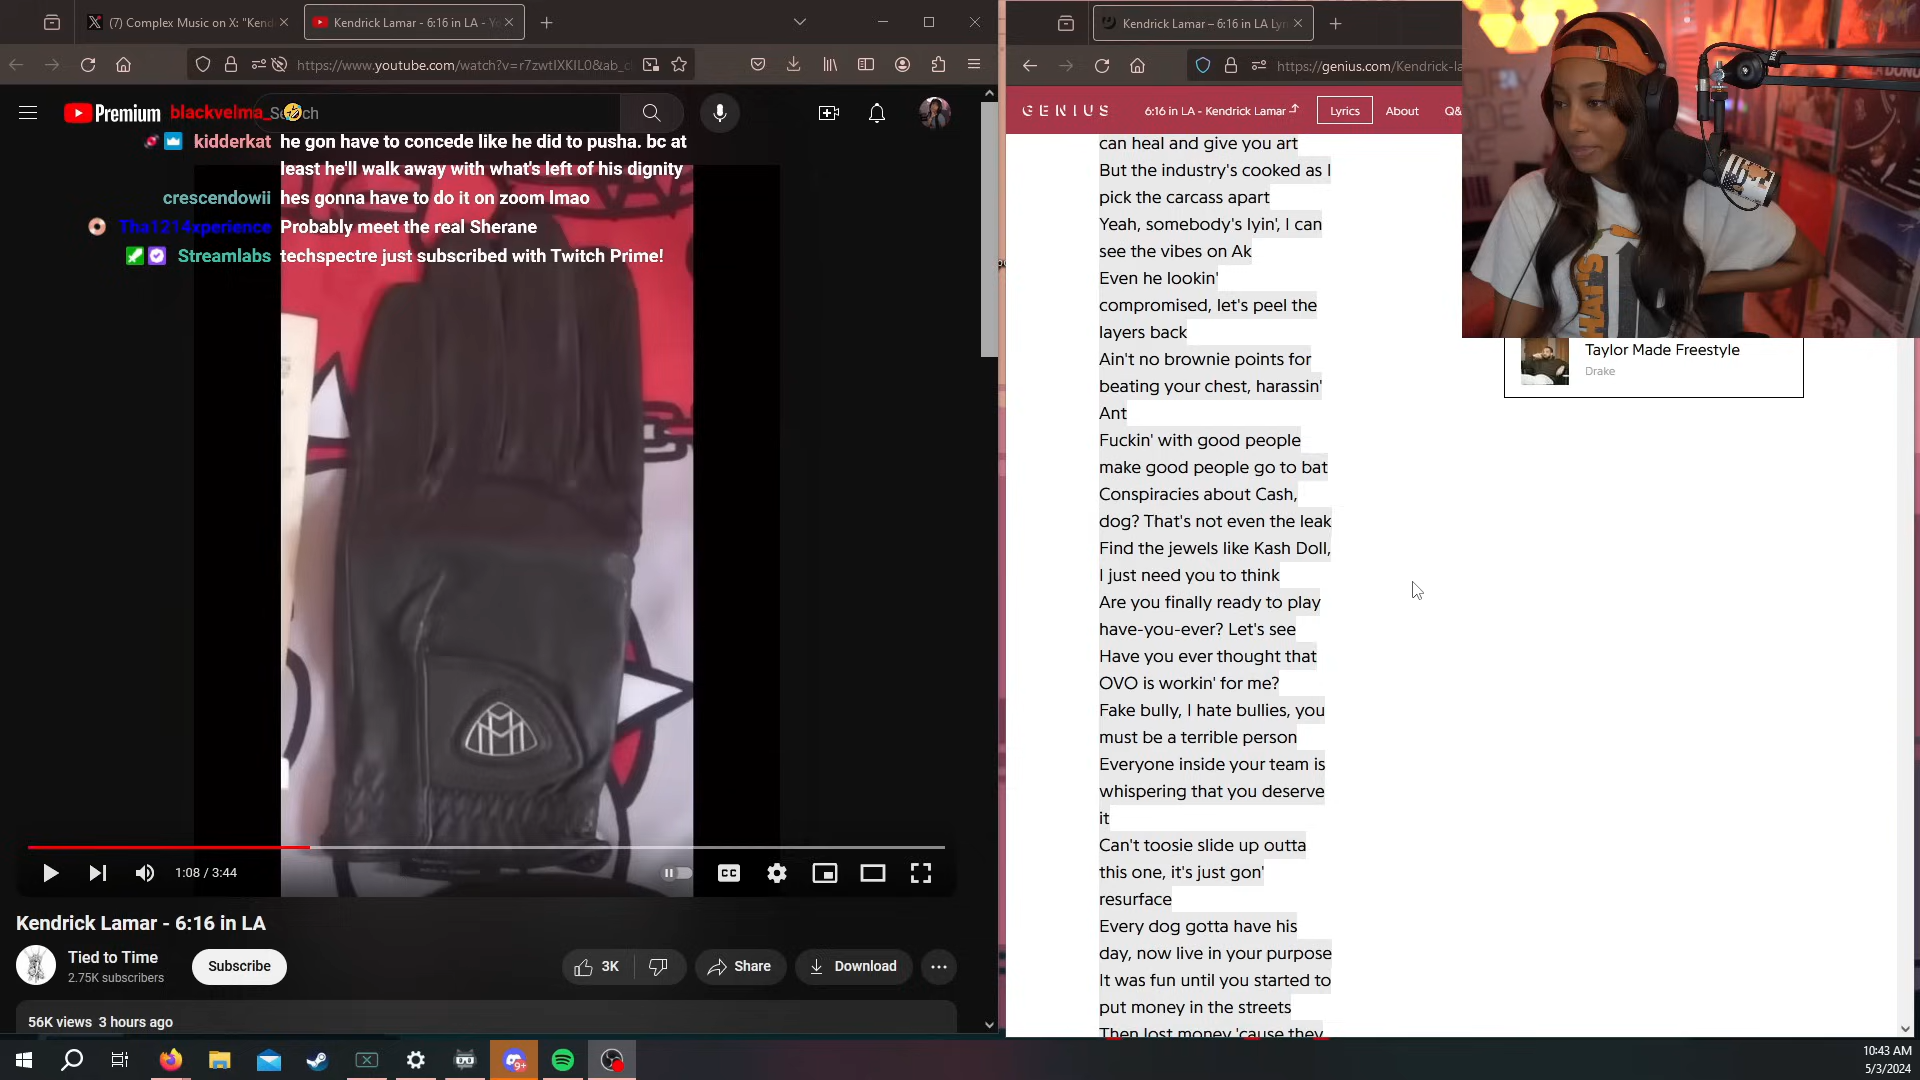 (7) Complex Music on X: "Kend
Kendrick Lamar - 6:16 in LA - Yo
https://www.youtube.com/watch?v=r7zwtIXKIL0&ab_c
Premium
blackvelma_
Search
kidderkat he gon have to concede like he did to pusha. bc at
least he'll walk away with what's left of his dignity
crescendowii hes gonna have to do it on zoom lmao
Tha1214xperience Probably meet the real Sherane
Streamlabs techspectre just subscribed with Twitch Prime!
1:08 / 3:44
CC
Kendrick Lamar - 6:16 in LA
Tied to Time
2.75K subscribers
Subscribe
3K
Share
Download
56K views 3 hours ago
Kendrick Lamar – 6:16 in LA Lyri
https://genius.com/Kendrick-la
GENIUS
6:16 in LA - Kendrick Lamar
Lyrics
About
Q&
can heal and give you art
But the industry's cooked as I
pick the carcass apart
Yeah, somebody's lyin', I can
see the vibes on Ak
Even he lookin'
compromised, let's peel the
layers back
Ain't no brownie points for
beating your chest, harassin'
Ant
Fuckin' with good people
make good people go to bat
Conspiracies about Cash,
dog? That's not even the leak
Find the jewels like Kash Doll,
I just need you to think
Are you finally ready to play
have-you-ever? Let's see
Have you ever thought that
OVO is workin' for me?
Fake bully, I hate bullies, you
must be a terrible person
Everyone inside your team is
whispering that you deserve
it
Can't toosie slide up outta
this one, it's just gon'
resurface
Every dog gotta have his
day, now live in your purpose
It was fun until you started to
put money in the streets
Then lost money 'cause they
Taylor Made Freestyle
Drake
9+
10:43 AM
5/3/2024